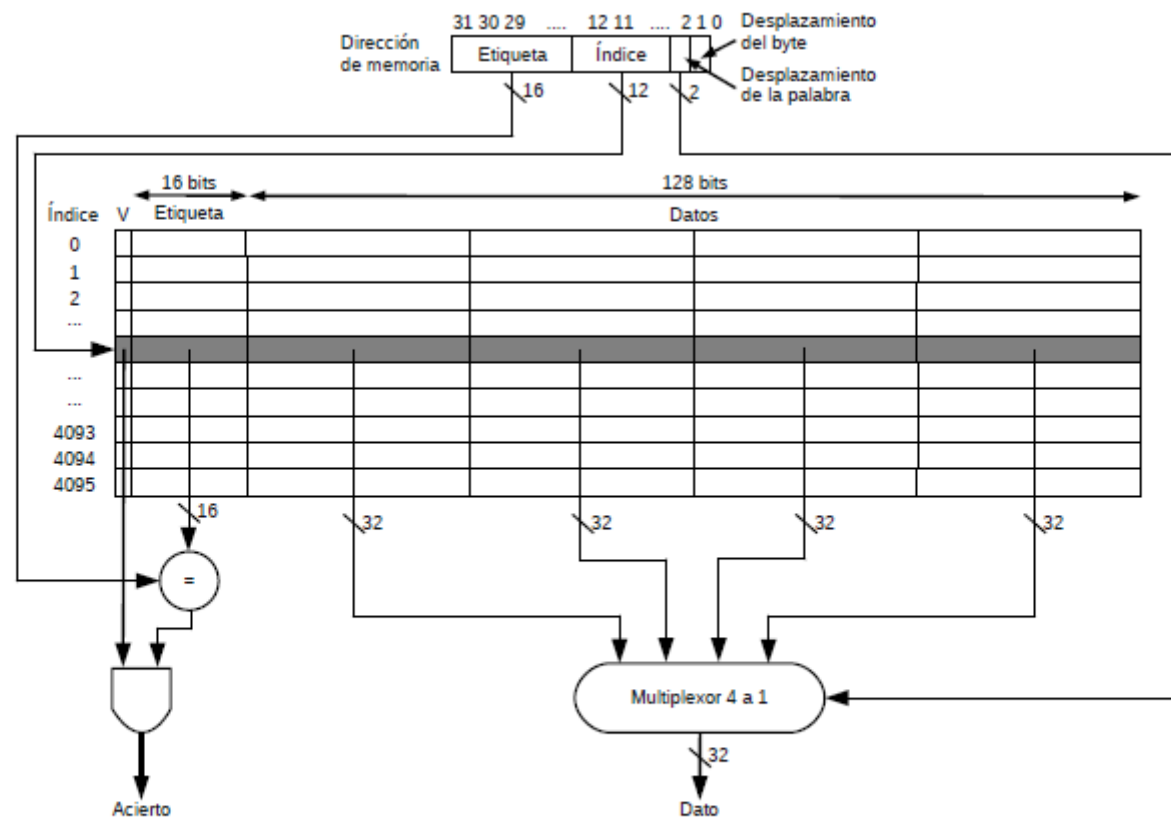 31 30 29 .... 12 11 .... 2 1 0
Desplazamiento
del byte
Dirección
de memoria
Etiqueta
Índice
Desplazamiento
de la palabra
16
12
2
16 bits
128 bits
Índice
V
Etiqueta
Datos
0
1
2
...
...
...
4093
4094
4095
16
32
32
32
32
=
Multiplexor 4 a 1
32
Acierto
Dato